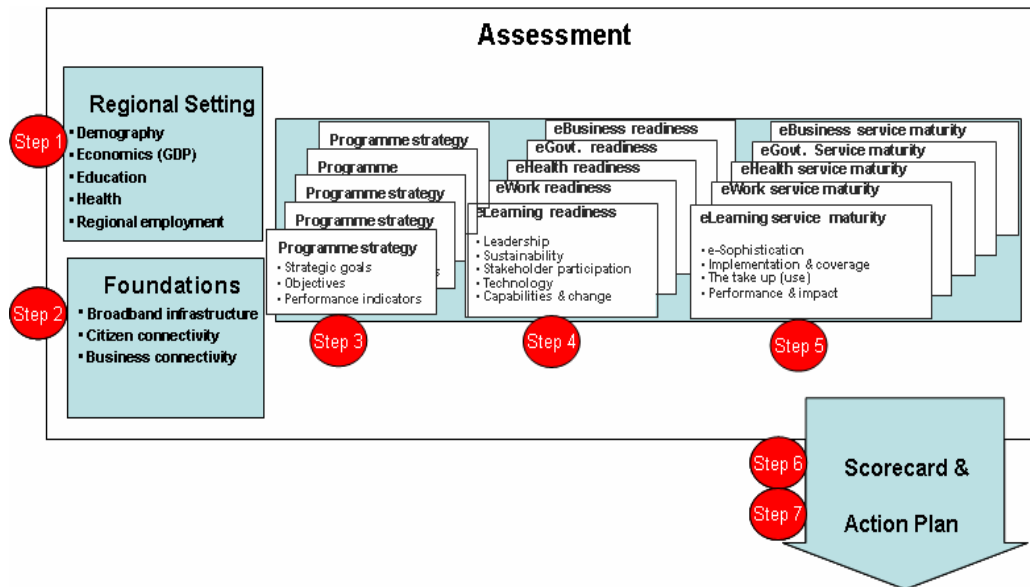 Assessment
Regional Setting
Step 1
▪ Demography
▪ Economics (GDP)
▪ Education
▪ Health
▪ Regional employment
Foundations
Step 2
▪ Broadband infrastructure
▪ Citizen connectivity
▪ Business connectivity
Programme strategy
Programme
Programme strategy
Programme strategy
Programme strategy
• Strategic goals
• Objectives
• Performance indicators
Step 3
eBusiness readiness
eGovt. readiness
eHealth readiness
eWork readiness
eLearning readiness
• Leadership
• Sustainability
• Stakeholder participation
• Technology
• Capabilities & change
Step 4
eBusiness service maturity
eGovt. Service maturity
eHealth service maturity
eWork service maturity
eLearning service maturity
• e-Sophistication
• Implementation & coverage
• The take up (use)
• Performance & impact
Step 5
Step 6
Step 7
Scorecard &
Action Plan